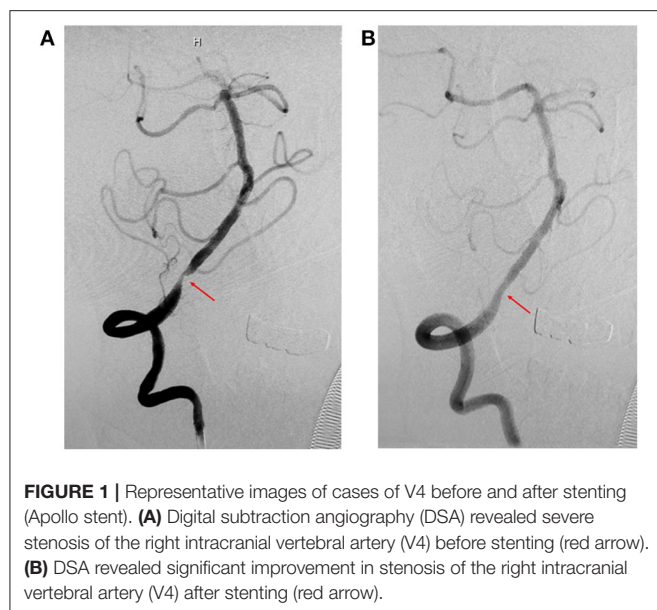 A
H
B
FIGURE 1 | Representative images of cases of V4 before and after stenting
(Apollo stent). (A) Digital subtraction angiography (DSA) revealed severe
stenosis of the right intracranial vertebral artery (V4) before stenting (red arrow).
(B) DSA revealed significant improvement in stenosis of the right intracranial
vertebral artery (V4) after stenting (red arrow).